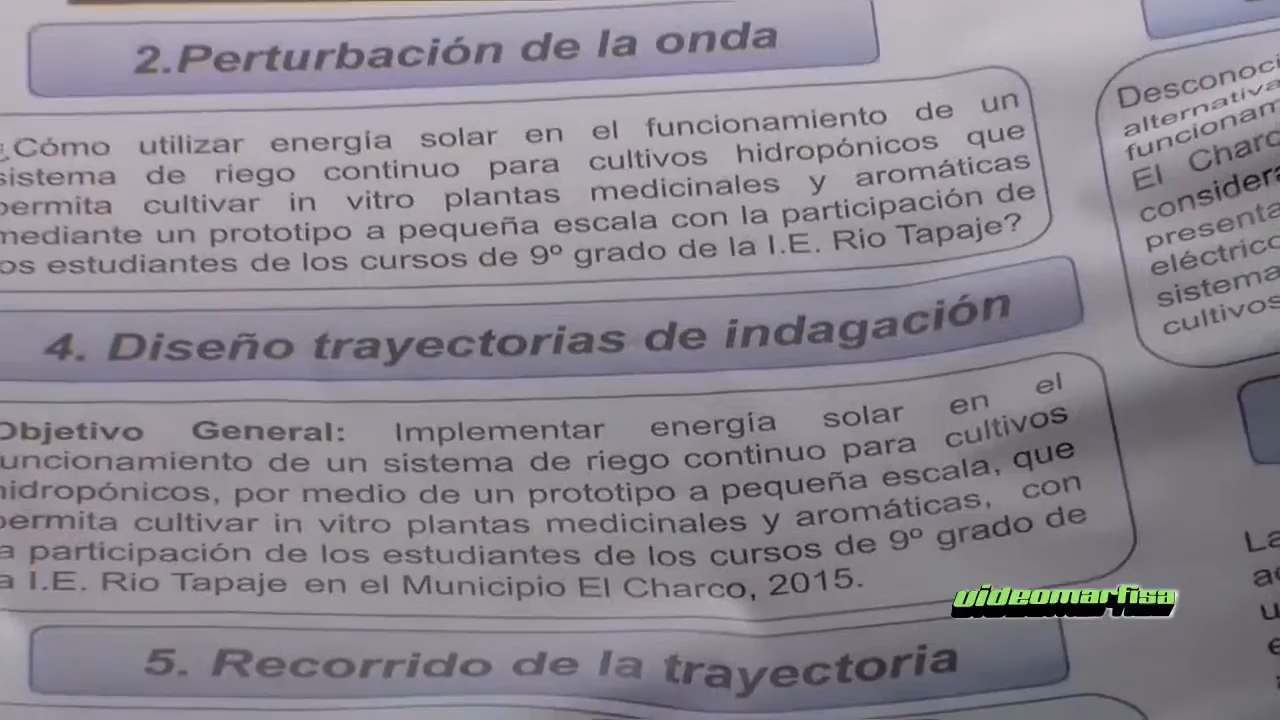 2.Perturbación de la onda
¿Cómo utilizar energía solar en el funcionamiento de un
sistema de riego continuo para cultivos hidropónicos que
permita cultivar in vitro plantas medicinales y aromáticas
mediante un prototipo a pequeña escala con la participación de
los estudiantes de los cursos de 9º grado de la I.E. Rio Tapaje?
4. Diseño trayectorias de indagación
Objetivo General: Implementar energía solar en el
funcionamiento de un sistema de riego continuo para cultivos
hidropónicos, por medio de un prototipo a pequeña escala, que
permita cultivar in vitro plantas medicinales y aromáticas, con
la participación de los estudiantes de los cursos de 9º grado de
la I.E. Rio Tapaje en el Municipio El Charco, 2015.
5. Recorrido de la trayectoria
Desconoci
alternativa
funcionam
El Charc
considera
presenta
eléctrico
sistema
cultivos
La
videomarfisa